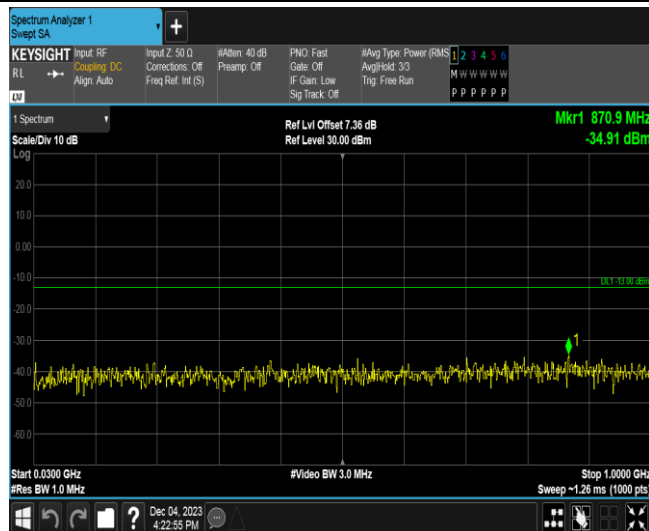 Spectrum Analyzer 1
Swept SA
+
KEYSIGHT
RL
Input: RF
Coupling: DC
Align: Auto
Input Z: 50 Ω
Corrections: Off
Freq Ref: Int (S)
#Atten: 40 dB
Preamp: Off
PNO: Fast
Gate: Off
IF Gain: Low
Sig Track: Off
#Avg Type: Power (RMS
Avg|Hold: 3/3
Trig: Free Run
1 2 3 4 5 6
M W W W W W
P P P P P P
1 Spectrum
Scale/Div 10 dB
Log
Ref Lvl Offset 7.36 dB
Ref Level 30.00 dBm
Mkr1 870.9 MHz
-34.91 dBm
20.0
10.0
0.00
-10.0
DL1 -13.00 dBm
-20.0
-30.0
1
-40.0
-50.0
-60.0
Start 0.0300 GHz
#Res BW 1.0 MHz
#Video BW 3.0 MHz
Stop 1.0000 GHz
Sweep ~1.26 ms (1000 pts)
?
Dec 04, 2023
4:22:55 PM